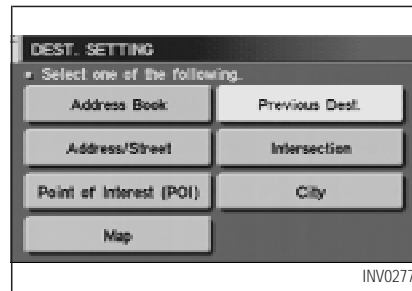 DEST. SETTING
Select one of the following.
Address Book
Previous Dest.
Address/Street
Intersection
Point of Interest (POI)
City
Map
INV0277